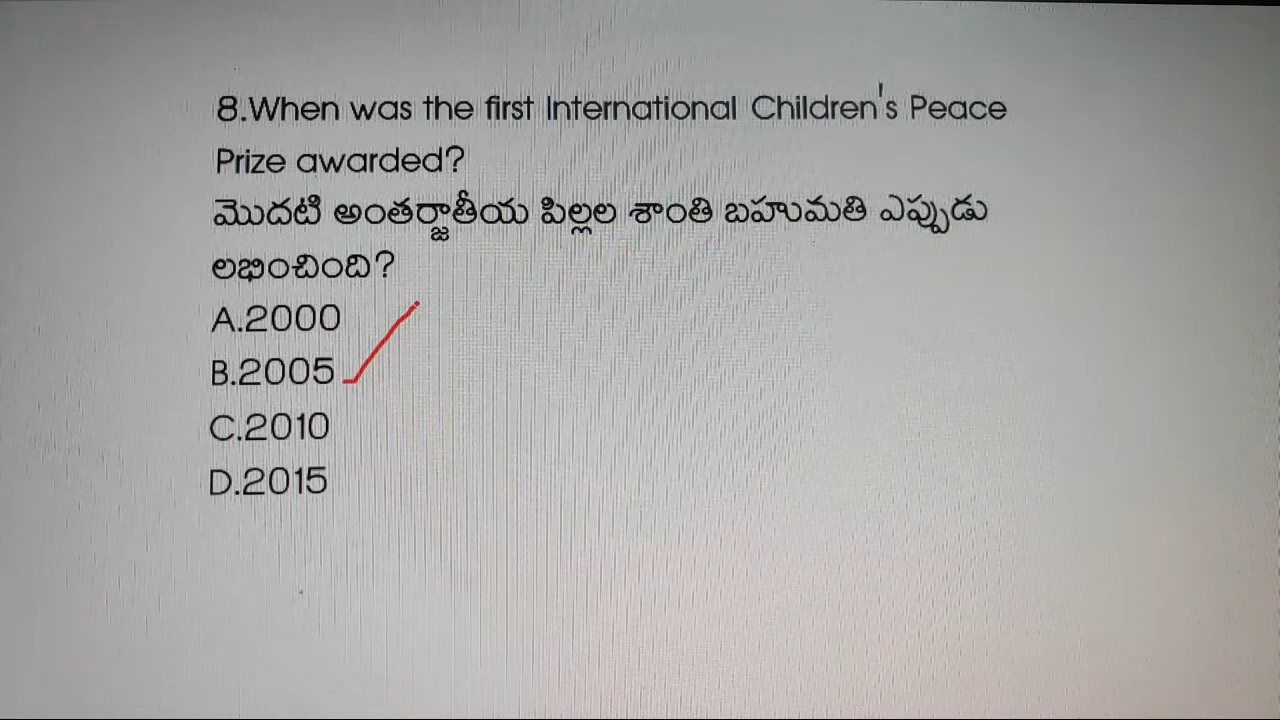 8.When was the first International Children's Peace
Prize awarded?
మొదటి అంతర్జాతీయ పిల్లల శాంతి బహుమతి ఎప్పుడు
లభించింది?
A.2000
B.2005
C.2010
D.2015